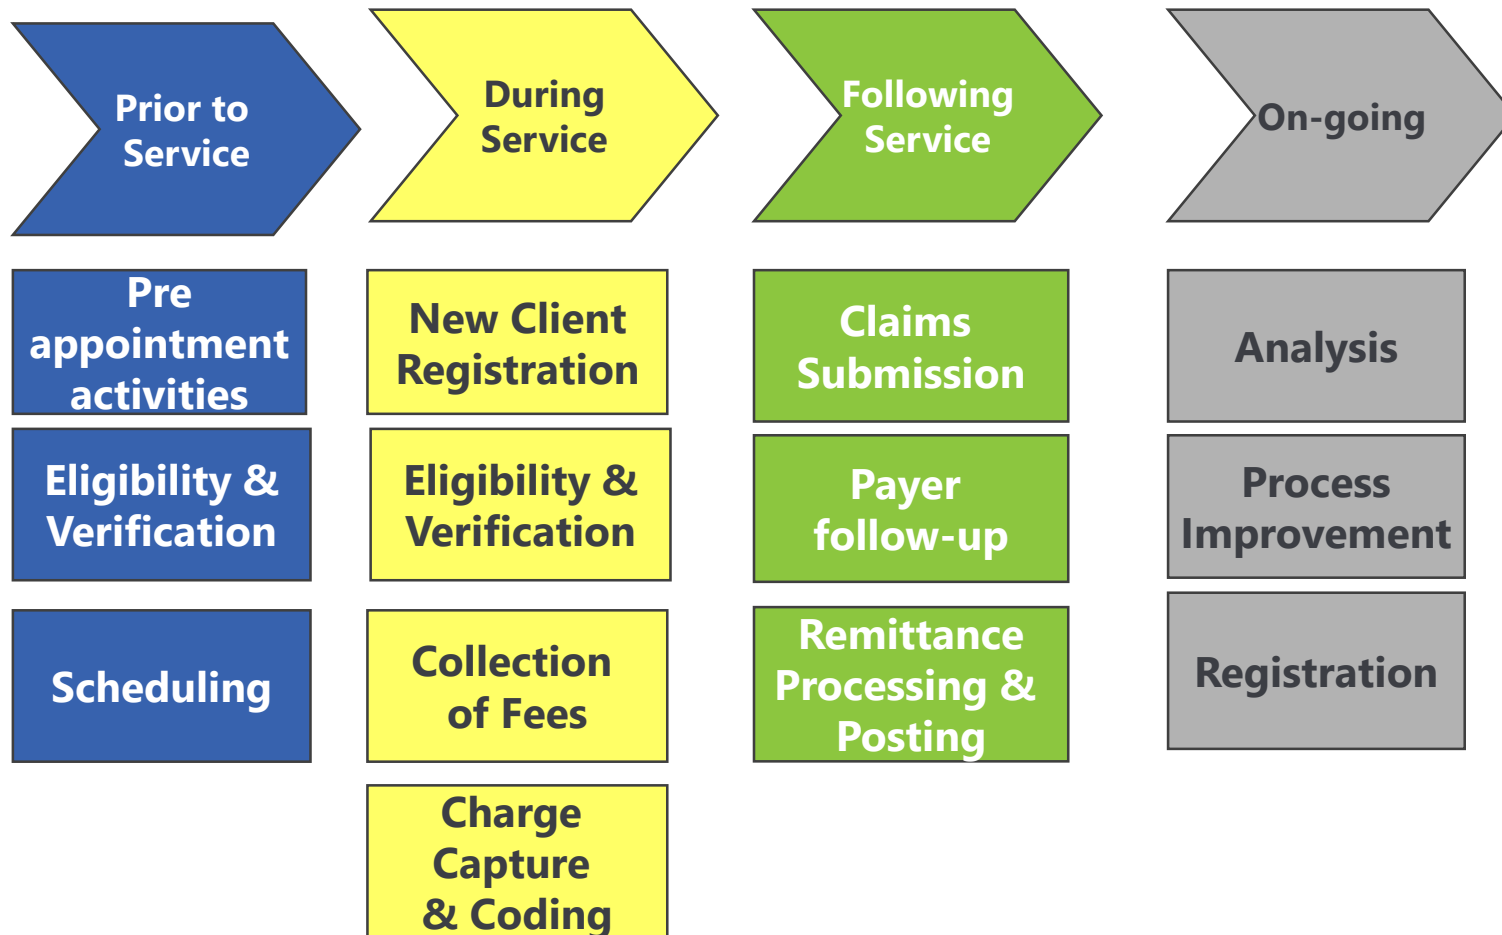 Prior to
Service
During
Service
Following
Service
On-going
Pre
appointment
activities
Eligibility &
Verification
Scheduling
New Client
Registration
Eligibility &
Verification
Collection
of Fees
Charge
Capture
& Coding
Claims
Submission
Payer
follow-up
Remittance
Processing &
Posting
Analysis
Process
Improvement
Registration